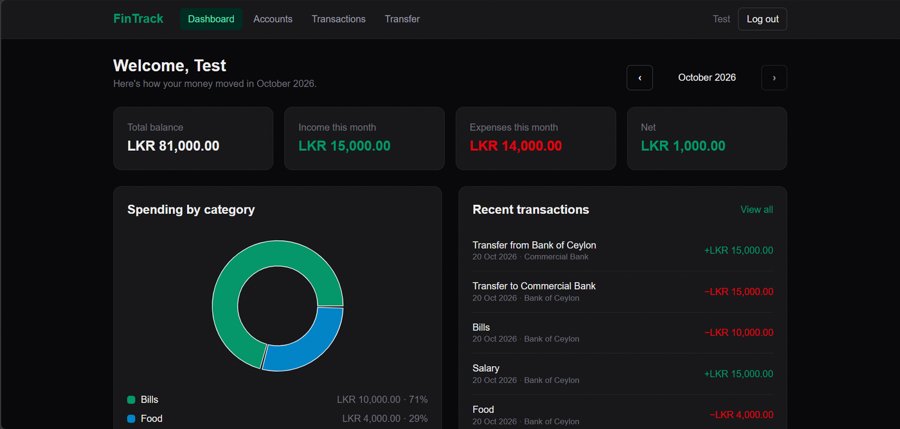 FinTrack Dashboard Accounts Transactions Transfer Test Log out
Welcome, Test
Here's how your money moved in October 2026.
‹ October 2026 ›
Total balance
LKR 81,000.00
Income this month
LKR 15,000.00
Expenses this month
LKR 14,000.00
Net
LKR 1,000.00
Spending by category
Bills LKR 10,000.00 · 71%
Food LKR 4,000.00 · 29%
Recent transactions View all
Transfer from Bank of Ceylon +LKR 15,000.00
20 Oct 2026 · Commercial Bank
Transfer to Commercial Bank −LKR 15,000.00
20 Oct 2026 · Bank of Ceylon
Bills −LKR 10,000.00
20 Oct 2026 · Bank of Ceylon
Salary +LKR 15,000.00
20 Oct 2026 · Bank of Ceylon
Food −LKR 4,000.00
20 Oct 2026 · Bank of Ceylon